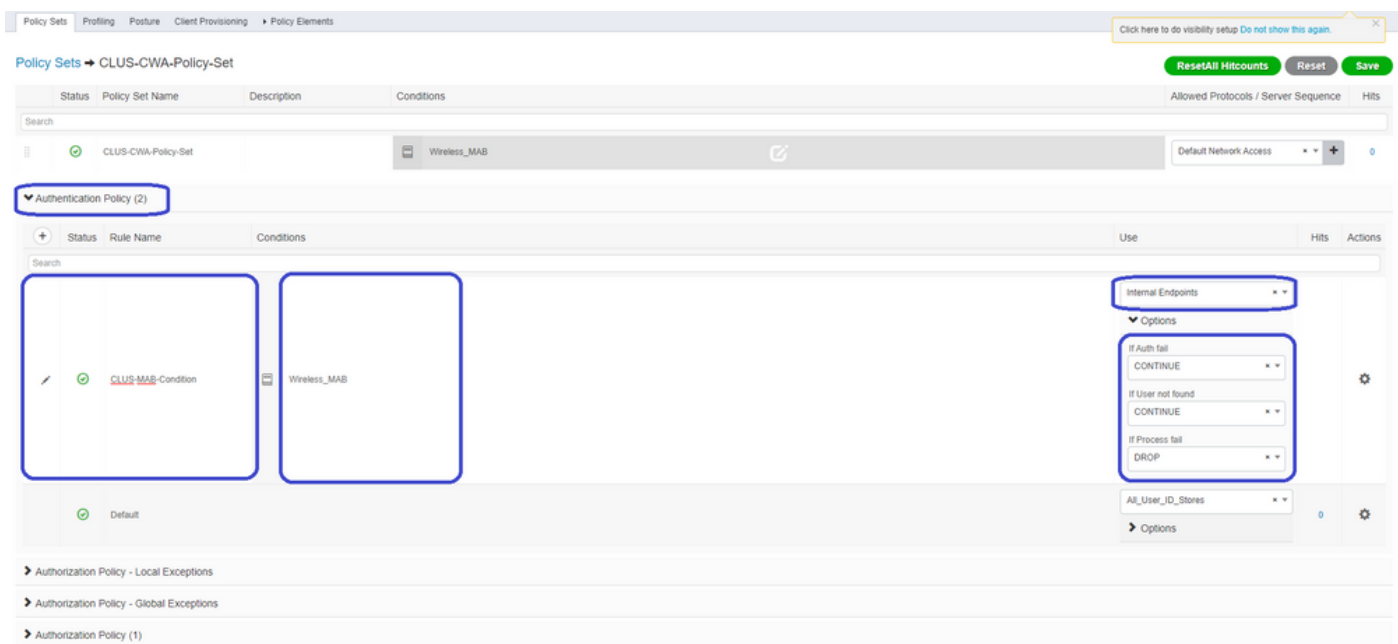 Policy Sets Profiling Posture Client Provisioning Policy Elements
Click here to do visibility setup Do not show this again.
Policy Sets → CLUS-CWA-Policy-Set
ResetAll Hitcounts Reset Save
Status Policy Set Name Description Conditions Allowed Protocols / Server Sequence Hits
Search
CLUS-CWA-Policy-Set Wireless_MAB Default Network Access 0
Authentication Policy (2)
Status Rule Name Conditions Use Hits Actions
Search
Internal Endpoints
Options
If Auth fail
CONTINUE
CLUS-MAB-Condition Wireless_MAB
If User not found
CONTINUE
If Process fail
DROP
All_User_ID_Stores
Default 0
Options
Authorization Policy - Local Exceptions
Authorization Policy - Global Exceptions
Authorization Policy (1)